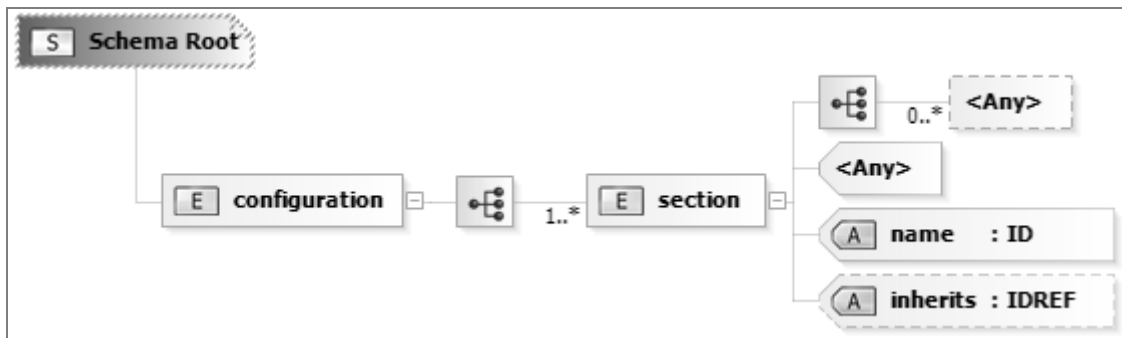 S Schema Root
0..* <Any>
<Any>
E configuration 1..* E section
A name : ID
A inherits : IDREF